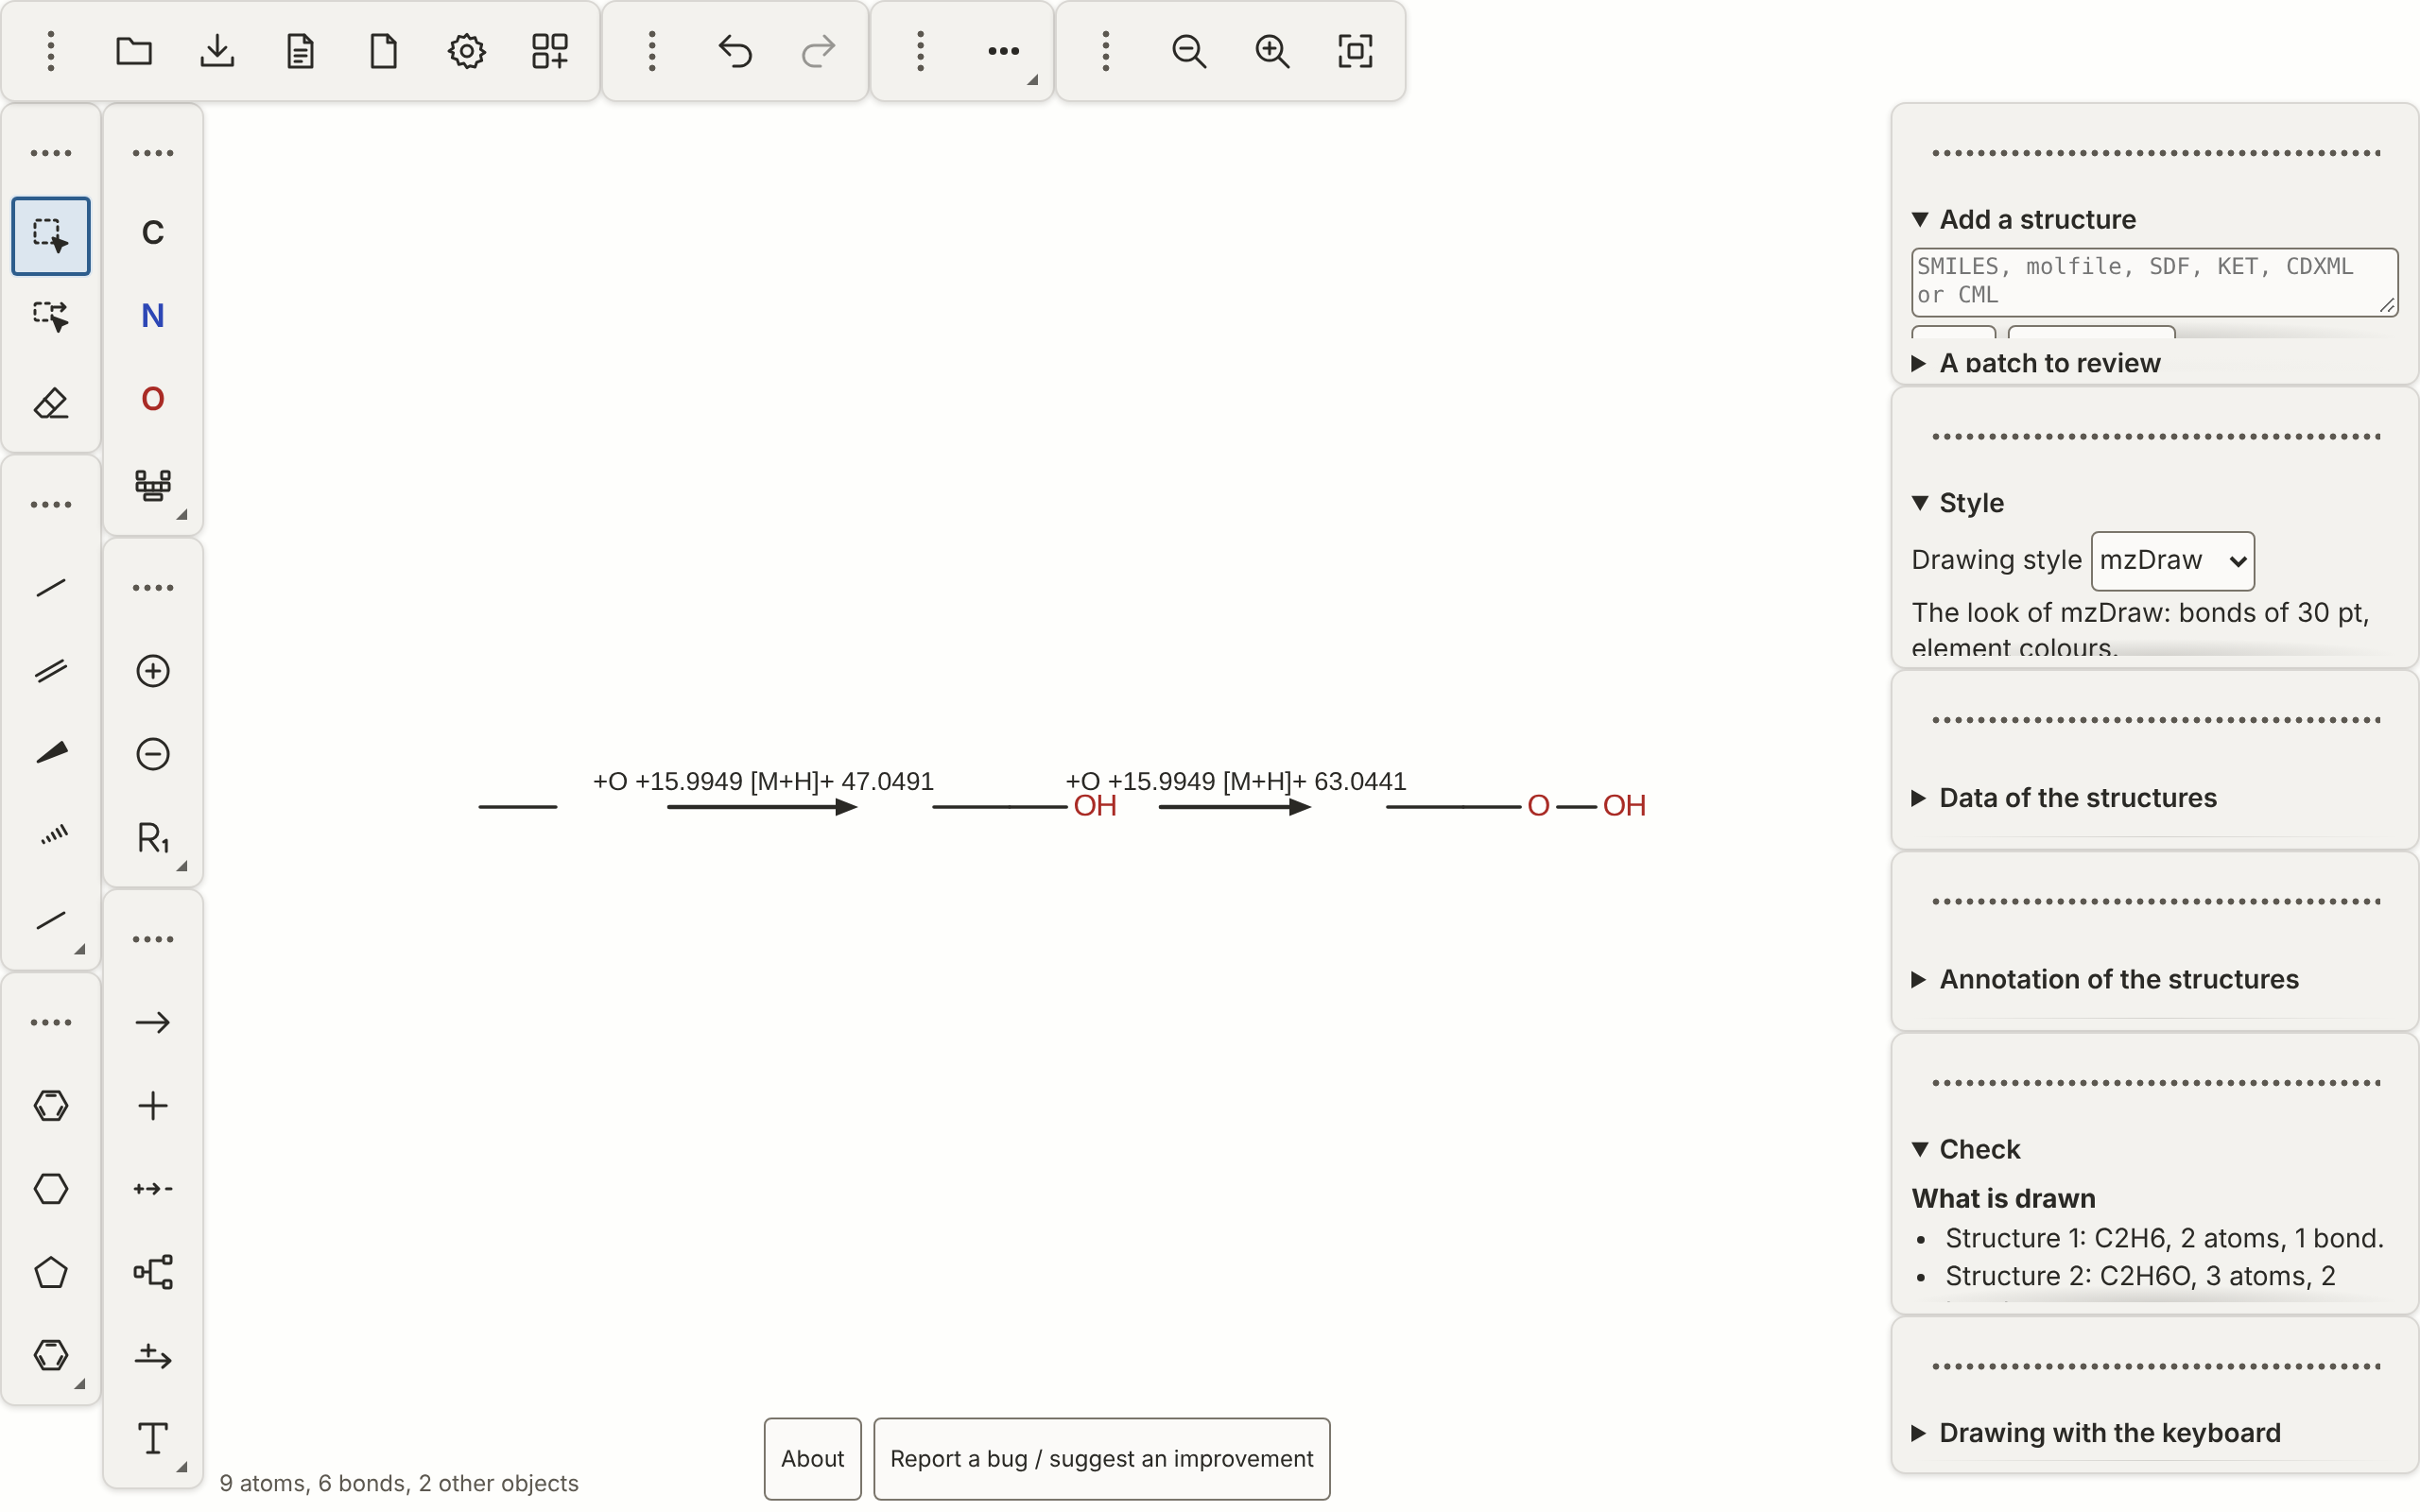 C
N
O
R1
T
+O +15.9949 [M+H]+ 47.0491
+O +15.9949 [M+H]+ 63.0441
OH
O
OH
9 atoms, 6 bonds, 2 other objects
About
Report a bug / suggest an improvement
Add a structure
SMILES, molfile, SDF, KET, CDXML
or CML
A patch to review
Style
Drawing style
mzDraw
The look of mzDraw: bonds of 30 pt,
element colours.
Data of the structures
Annotation of the structures
Check
What is drawn
• Structure 1: C2H6, 2 atoms, 1 bond.
• Structure 2: C2H6O, 3 atoms, 2
Drawing with the keyboard